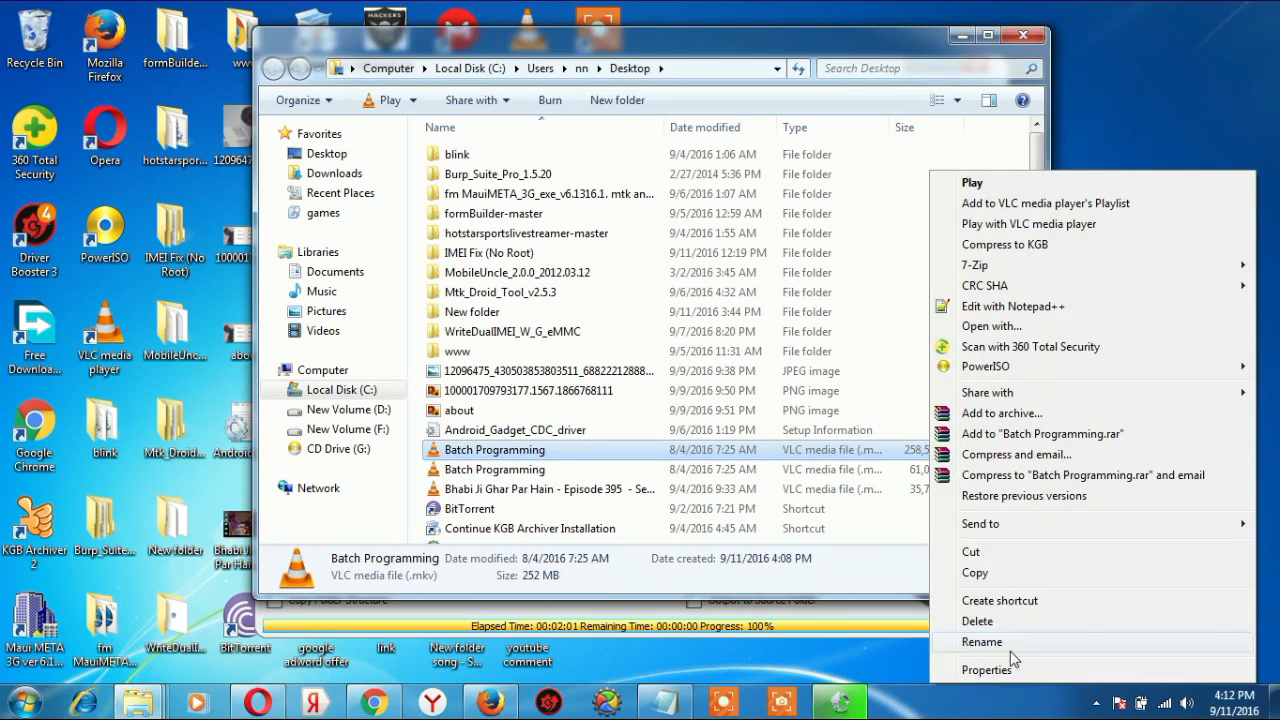 Recycle Bin
Mozilla Firefox
formBuilde...
HACKERS
360 Total Security
Opera
hotstarspor...
Driver Booster 3
4
PowerISO
IMEI Fix (No Root)
Free Downloa...
VLC media player
MobileUnc...
Google Chrome
blink
Mtk_Droid_...
KGB Archiver 2
Burp_Suite...
New folder
Maui META 3G ver6.1...
fm MauiMETA...
WriteDualI...
BitTorrent
google adword offer
link
New folder song - S...
youtube comment
Computer
Local Disk (C:)
Users
nn
Desktop
Search Desktop
Organize
Play
Share with
Burn
New folder
Favorites
Desktop
Downloads
Recent Places
games
Libraries
Documents
Music
Pictures
Videos
Computer
Local Disk (C:)
New Volume (D:)
New Volume (F:)
CD Drive (G:)
Network
Name Date modified Type Size
blink 9/4/2016 1:06 AM File folder
Burp_Suite_Pro_1.5.20 2/27/2014 5:36 PM File folder
fm MauiMETA_3G_exe_v6.1316.1. mtk an... 9/6/2016 1:07 AM File folder
formBuilder-master 9/5/2016 12:59 AM File folder
hotstarsportslivestreamer-master 9/4/2016 1:55 AM File folder
IMEI Fix (No Root) 9/11/2016 12:19 PM File folder
MobileUncle_2.0.0_2012.03.12 3/2/2016 3:45 AM File folder
Mtk_Droid_Tool_v2.5.3 9/6/2016 4:32 AM File folder
New folder 9/11/2016 3:44 PM File folder
WriteDualIMEI_W_G_eMMC 9/7/2016 8:20 PM File folder
www 9/5/2016 11:31 AM File folder
12096475_430503853803511_68822212888... 9/9/2016 9:38 PM JPEG image
100001709793177.1567.1866768111 9/9/2016 9:50 PM PNG image
about 9/9/2016 9:51 PM PNG image
Android_Gadget_CDC_driver 9/6/2016 1:19 PM Setup Information
Batch Programming 8/4/2016 7:25 AM VLC media file (.m... 258,5
Batch Programming 8/4/2016 7:25 AM VLC media file (.m... 61,0
Bhabi Ji Ghar Par Hain - Episode 395 - Se... 9/4/2016 9:33 AM VLC media file (.m... 35,7
BitTorrent 9/2/2016 7:21 PM Shortcut
Continue KGB Archiver Installation 9/4/2016 4:45 AM Shortcut
Batch Programming Date modified: 8/4/2016 7:25 AM Date created: 9/11/2016 4:08 PM
VLC media file (.mkv) Size: 252 MB
Elapsed Time: 00:02:01 Remaining Time: 00:00:00 Progress: 100%
Play
Add to VLC media player's Playlist
Play with VLC media player
Compress to KGB
7-Zip
CRC SHA
Edit with Notepad++
Open with...
Scan with 360 Total Security
PowerISO
Share with
Add to archive...
Add to "Batch Programming.rar"
Compress and email...
Compress to "Batch Programming.rar" and email
Restore previous versions
Send to
Cut
Copy
Create shortcut
Delete
Rename
Properties
4:12 PM
9/11/2016